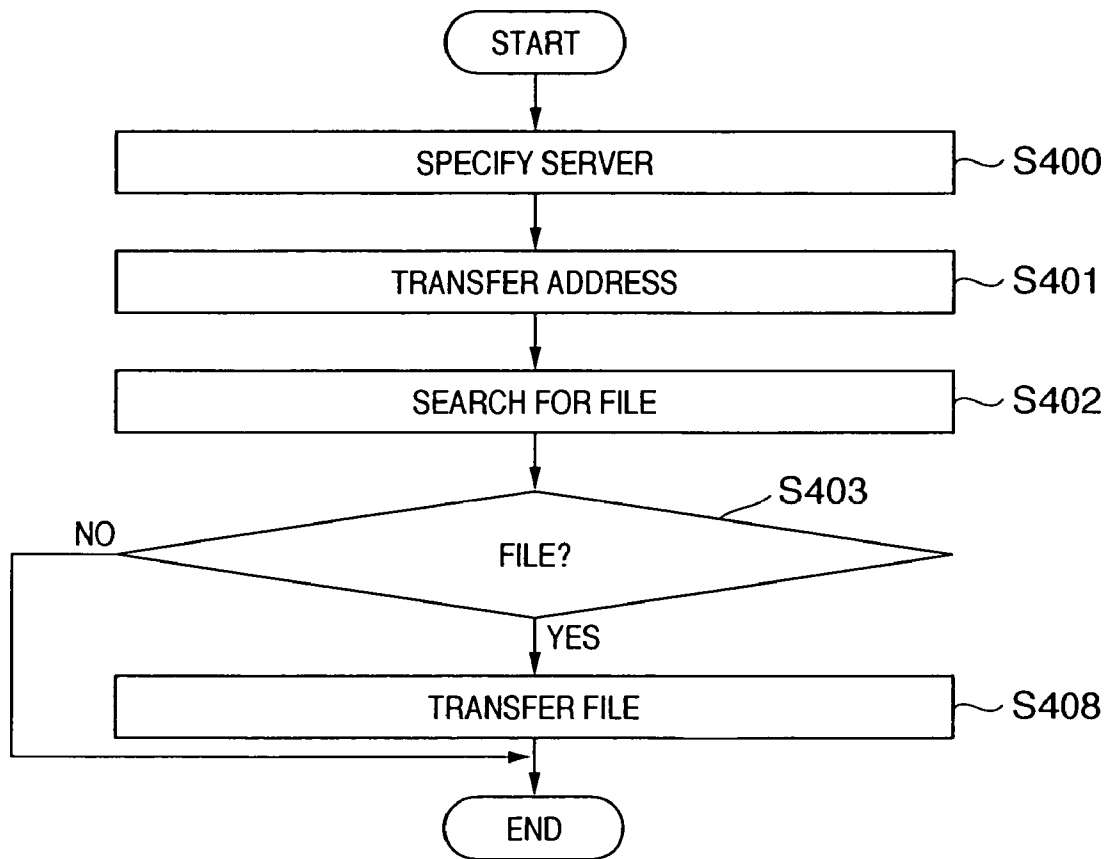 START
SPECIFY SERVER
S400
TRANSFER ADDRESS
S401
SEARCH FOR FILE
S402
S403
NO
FILE?
YES
TRANSFER FILE
S408
END